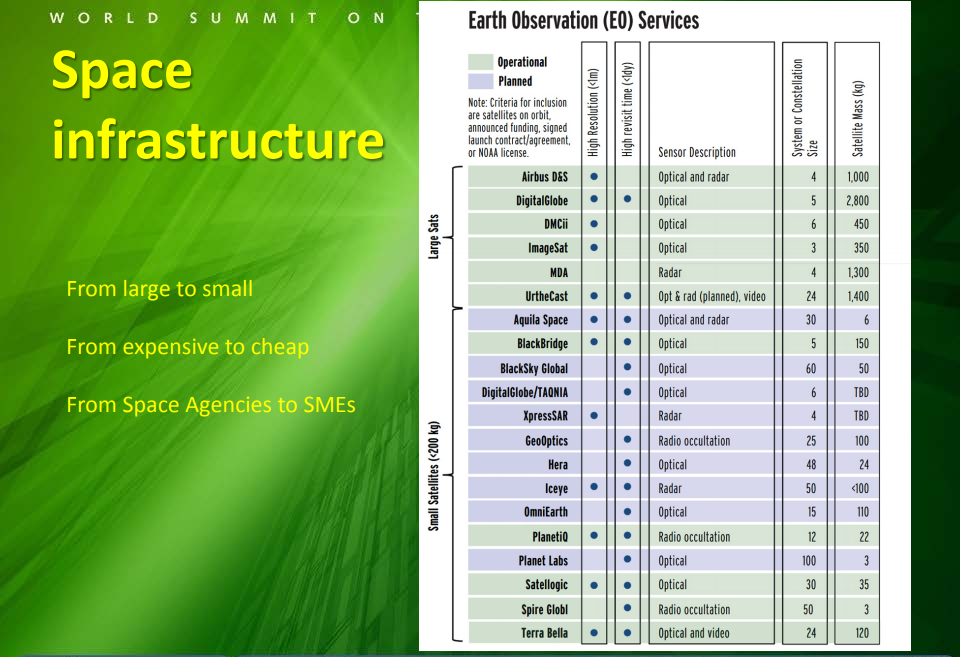 WORLD SUMMIT ON
Space
infrastructure
From large to small
From expensive to cheap
From Space Agencies to SMEs
Earth Observation (EO) Services
Operational
Planned
Note: Criteria for inclusion
are satellites on orbit,
announced funding, signed
launch contract/agreement,
or NOAA license.
High Resolution (<1m)
High revisit time (<1dy)
Sensor Description
System or Constellation
Size
Satellite Mass (kg)
Large Sats
Airbus D&S Optical and radar 4 1,000
DigitalGlobe Optical 5 2,800
DMCii Optical 6 450
ImageSat Optical 3 350
MDA Radar 4 1,300
UrtheCast Opt & rad (planned), video 24 1,400
Small Satellites (<200 kg)
Aquila Space Optical and radar 30 6
BlackBridge Optical 5 150
BlackSky Global Optical 60 50
DigitalGlobe/TAQNIA Optical 6 TBD
XpressSAR Radar 4 TBD
GeoOptics Radio occultation 25 100
Hera Optical 48 24
Iceye Radar 50 <100
OmniEarth Optical 15 110
PlanetiQ Radio occultation 12 22
Planet Labs Optical 100 3
Satellogic Optical 30 35
Spire Globl Radio occultation 50 3
Terra Bella Optical and video 24 120